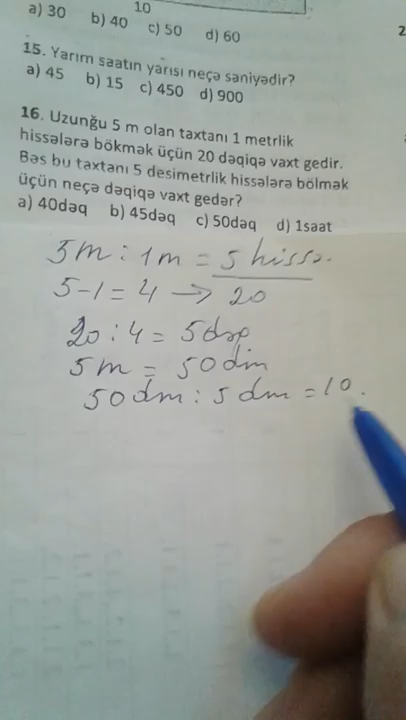 10
a) 30 b) 40 c) 50 d) 60
2
15. Yarım saatın yarısı neçə saniyədir?
a) 45 b) 15 c) 450 d) 900
16. Uzunğu 5 m olan taxtanı 1 metrlik
hissələrə bökmək üçün 20 dəqiqə vaxt gedir.
Bəs bu taxtanı 5 desimetrlik hissələrə bölmək
üçün neçə dəqiqə vaxt gedər?
a) 40dəq b) 45dəq c) 50dəq d) 1saat
5m : 1m = 5 hissə.
5-1 = 4 → 20
20 : 4 = 5dəq
5m = 50dm
50dm : 5dm = 10.